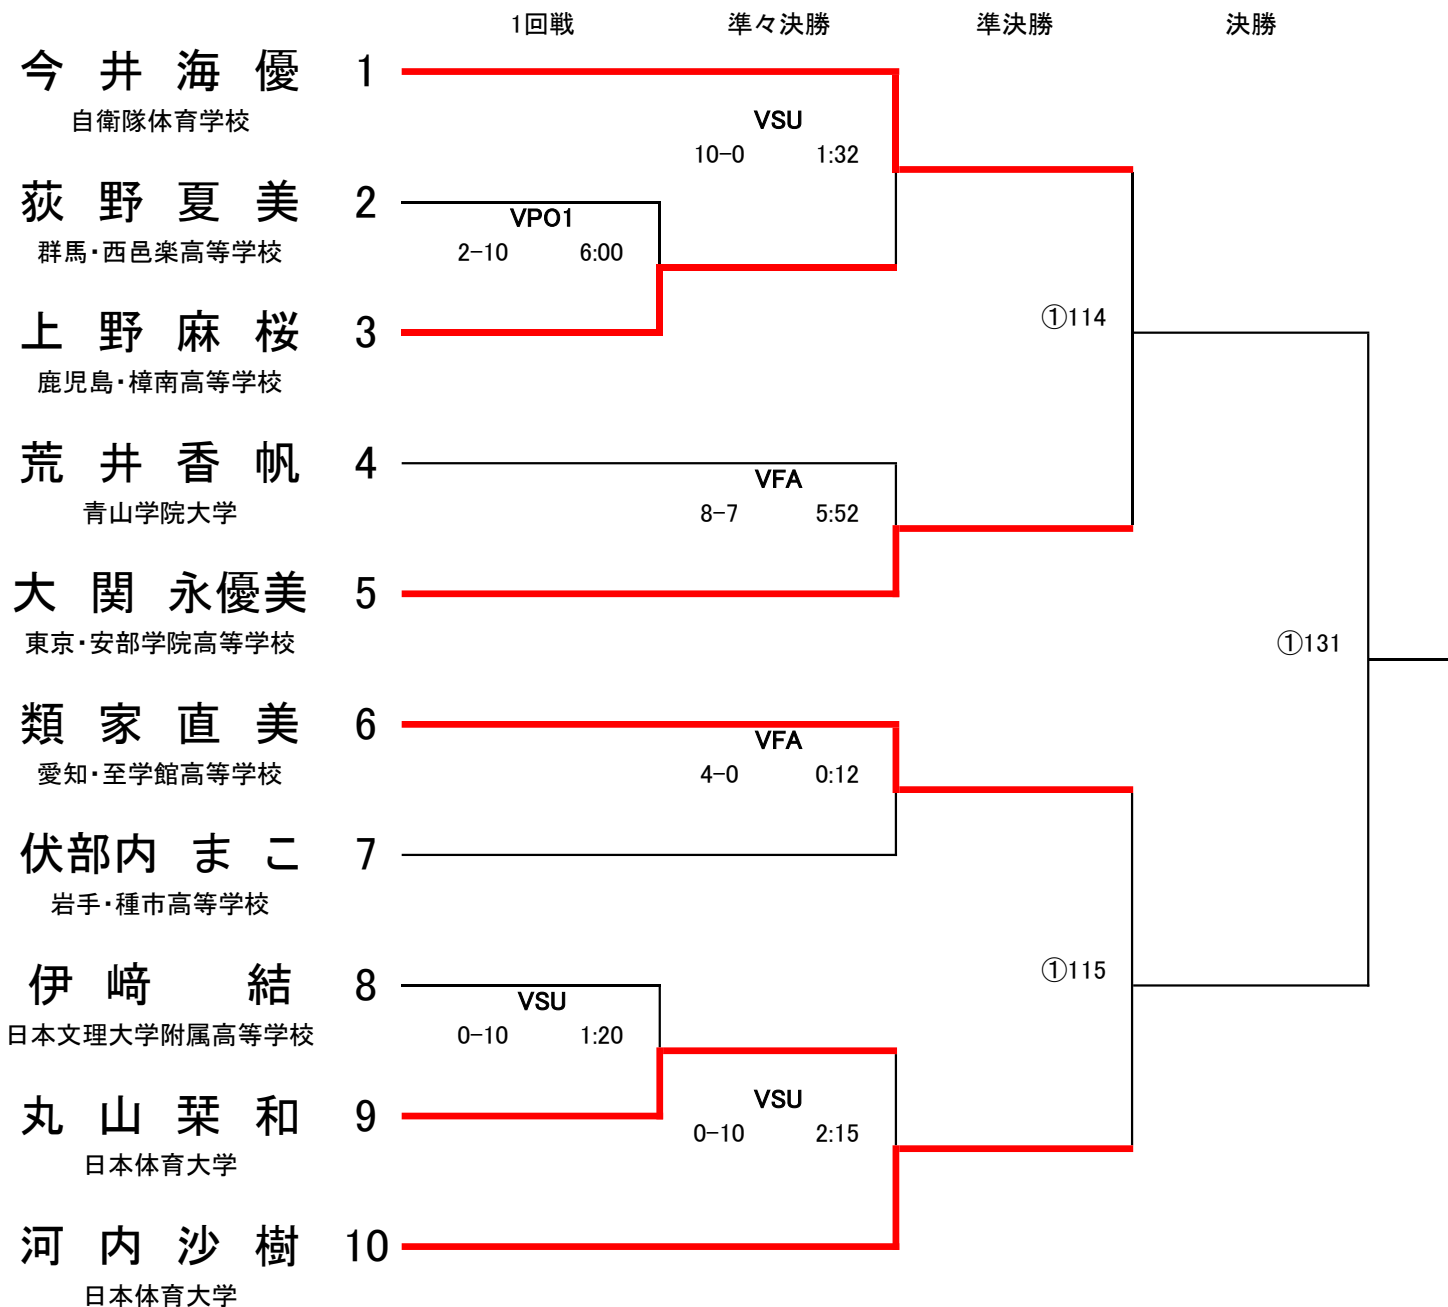 1回戦 準々決勝 準決勝 決勝
今井海優 1
自衛隊体育学校
VSU
10-0 1:32
荻野夏美 2
群馬・西邑楽高等学校
VPO1
2-10 6:00
上野麻桜 3
鹿児島・樟南高等学校
①114
荒井香帆 4
青山学院大学
VFA
8-7 5:52
大関永優美 5
東京・安部学院高等学校
①131
類家直美 6
愛知・至学館高等学校
VFA
4-0 0:12
伏部内まこ 7
岩手・種市高等学校
①115
伊﨑結 8
日本文理大学附属高等学校
VSU
0-10 1:20
丸山栞和 9
日本体育大学
VSU
0-10 2:15
河内沙樹 10
日本体育大学